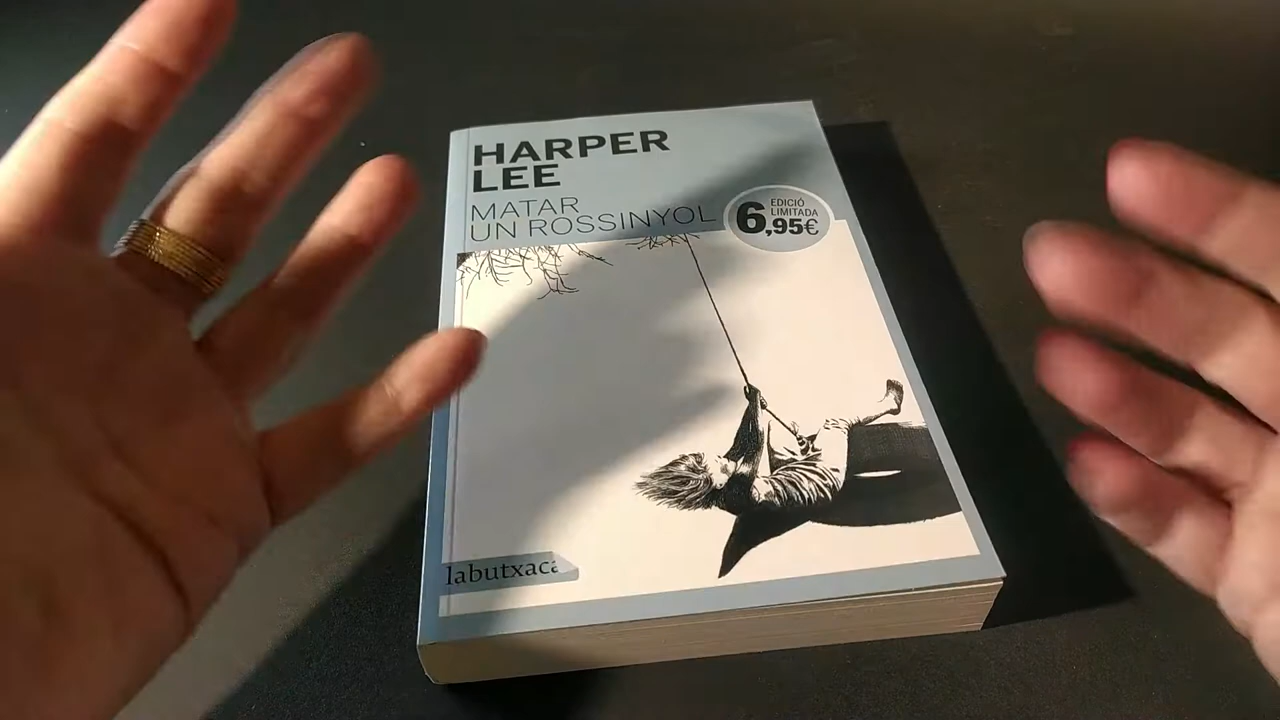 HARPER
LEE
MATAR
UN ROSSINYOL
EDICIÓ
LIMITADA
6,95€
labutxaca